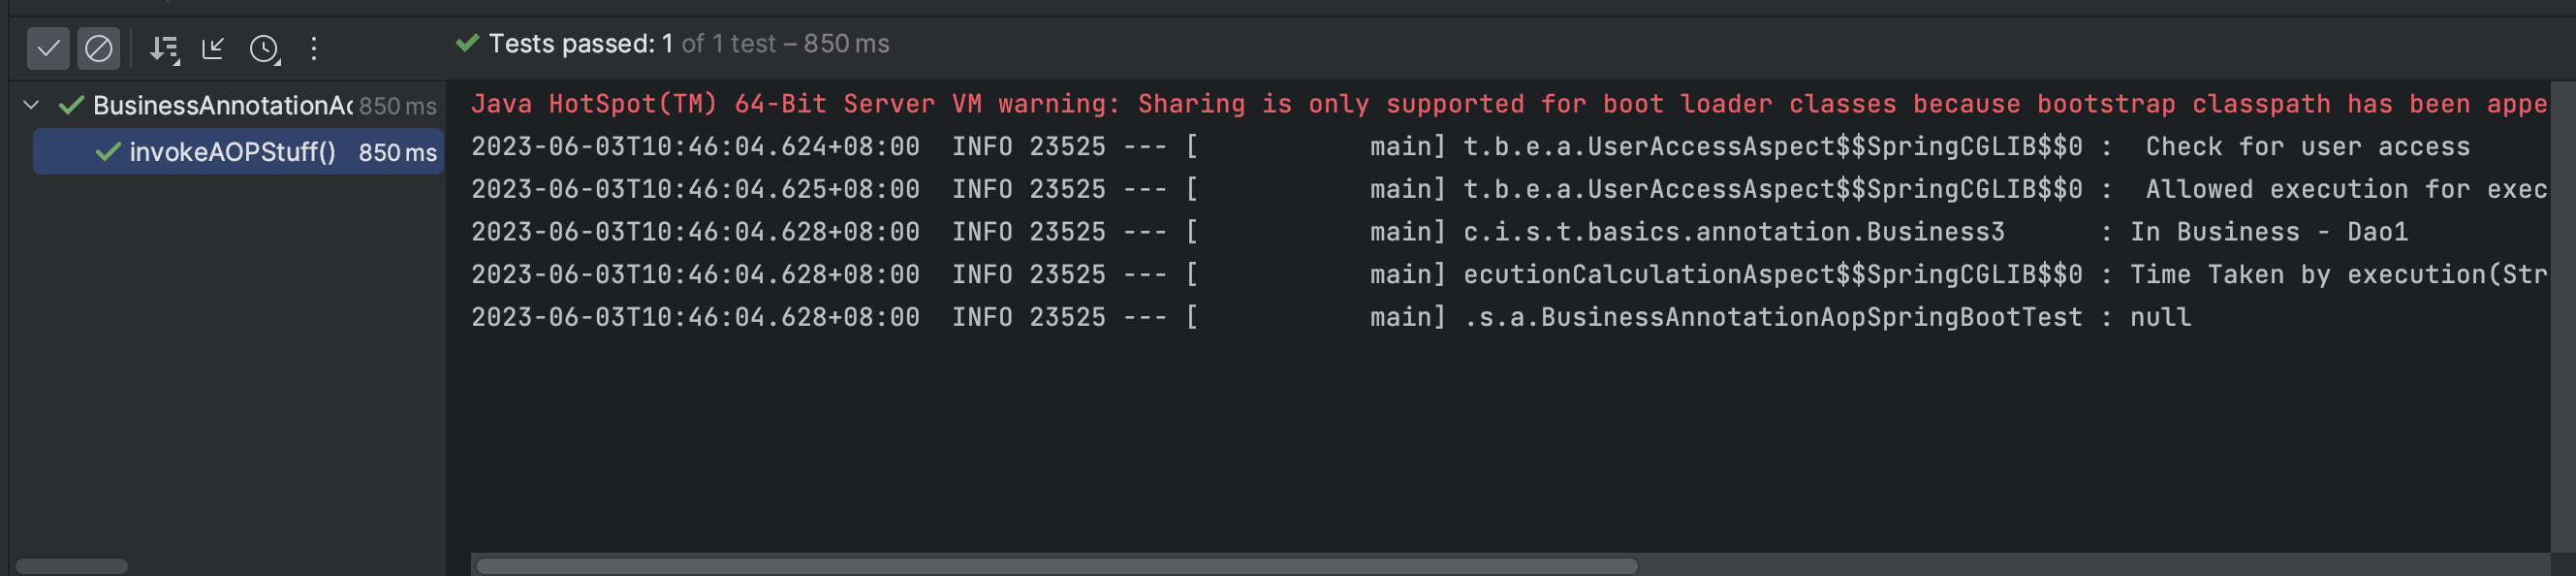 Tests passed: 1 of 1 test – 850 ms
BusinessAnnotationAc 850 ms
invokeAOPStuff() 850 ms
Java HotSpot(TM) 64-Bit Server VM warning: Sharing is only supported for boot loader classes because bootstrap classpath has been appe
2023-06-03T10:46:04.624+08:00  INFO 23525 --- [           main] t.b.e.a.UserAccessAspect$$SpringCGLIB$$0 :  Check for user access
2023-06-03T10:46:04.625+08:00  INFO 23525 --- [           main] t.b.e.a.UserAccessAspect$$SpringCGLIB$$0 :  Allowed execution for exec
2023-06-03T10:46:04.628+08:00  INFO 23525 --- [           main] c.i.s.t.basics.annotation.Business3      : In Business - Dao1
2023-06-03T10:46:04.628+08:00  INFO 23525 --- [           main] ecutionCalculationAspect$$SpringCGLIB$$0 : Time Taken by execution(Str
2023-06-03T10:46:04.628+08:00  INFO 23525 --- [           main] .s.a.BusinessAnnotationAopSpringBootTest : null